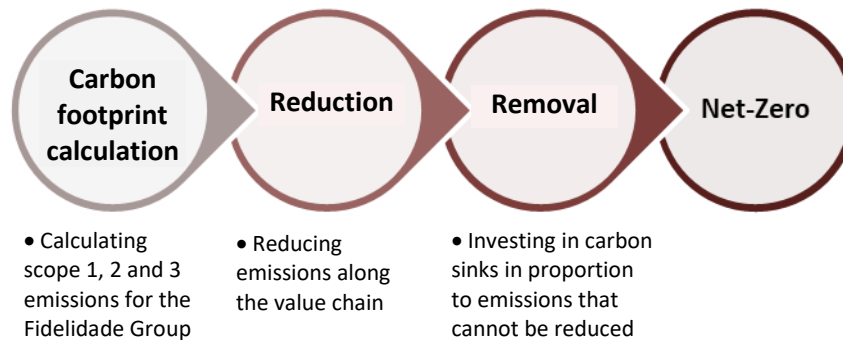 Carbon
footprint
calculation
Reduction
Removal
Net-Zero
• Calculating
scope 1, 2 and 3
emissions for the
Fidelidade Group
• Reducing
emissions along
the value chain
• Investing in carbon
sinks in proportion
to emissions that
cannot be reduced